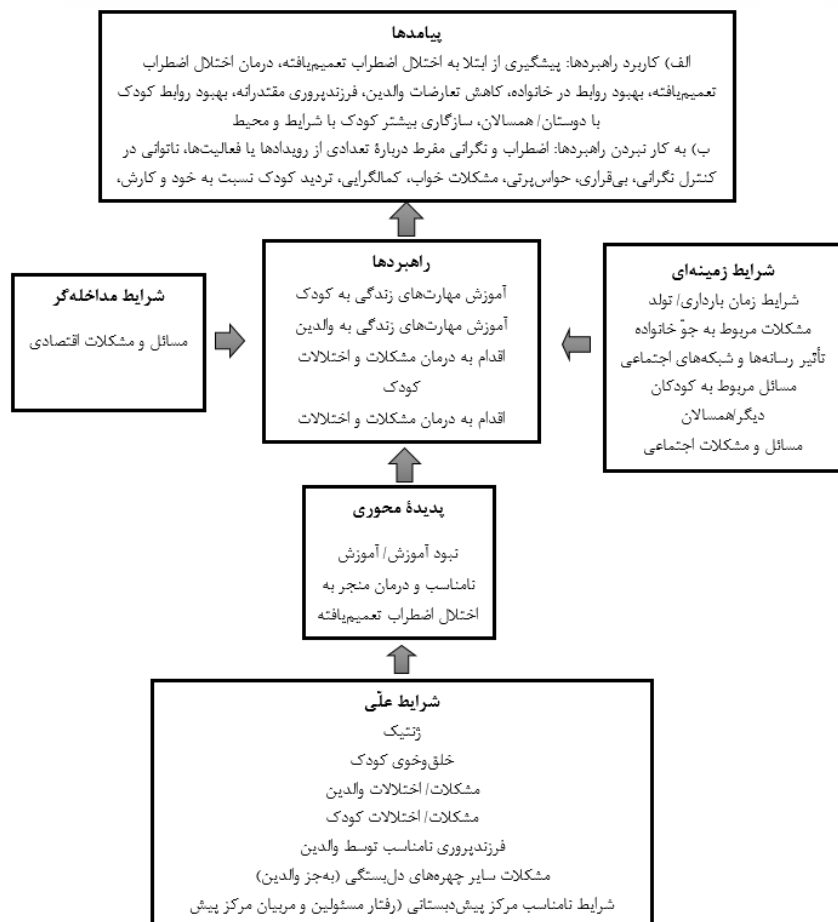 پیامدها
الف) کاربرد راهبردها: پیشگیری از ابتلا به اختلال اضطراب تعمیم‌یافته، درمان اختلال اضطراب
تعمیم‌یافته، بهبود روابط در خانواده، کاهش تعارضات والدین، فرزندپروری مقتدرانه، بهبود روابط کودک
با دوستان/ همسالان، سازگاری بیشتر کودک با شرایط و محیط
ب) به کار نبردن راهبردها: اضطراب و نگرانی مفرط دربارهٔ تعدادی از رویدادها یا فعالیت‌ها، ناتوانی در
کنترل نگرانی، بی‌قراری، حواس‌پرتی، مشکلات خواب، کمالگرایی، تردید کودک نسبت به خود و کارش،
شرایط زمینه‌ای
شرایط زمان بارداری/ تولد
مشکلات مربوط به جوّ خانواده
تأثیر رسانه‌ها و شبکه‌های اجتماعی
مسائل مربوط به کودکان
دیگر/همسالان
مسائل و مشکلات اجتماعی
راهبردها
آموزش مهارت‌های زندگی به کودک
آموزش مهارت‌های زندگی به والدین
اقدام به درمان مشکلات و اختلالات
کودک
اقدام به درمان مشکلات و اختلالات
شرایط مداخله‌گر
مسائل و مشکلات اقتصادی
پدیدهٔ محوری
نبود آموزش/ آموزش
نامناسب و درمان منجر به
اختلال اضطراب تعمیم‌یافته
شرایط علّی
ژنتیک
خلق‌وخوی کودک
مشکلات/ اختلالات والدین
مشکلات/ اختلالات کودک
فرزندپروری نامناسب توسط والدین
مشکلات سایر چهره‌های دل‌بستگی (به‌جز والدین)
شرایط نامناسب مرکز پیش‌دبستانی (رفتار مسئولین و مربیان مرکز پیش